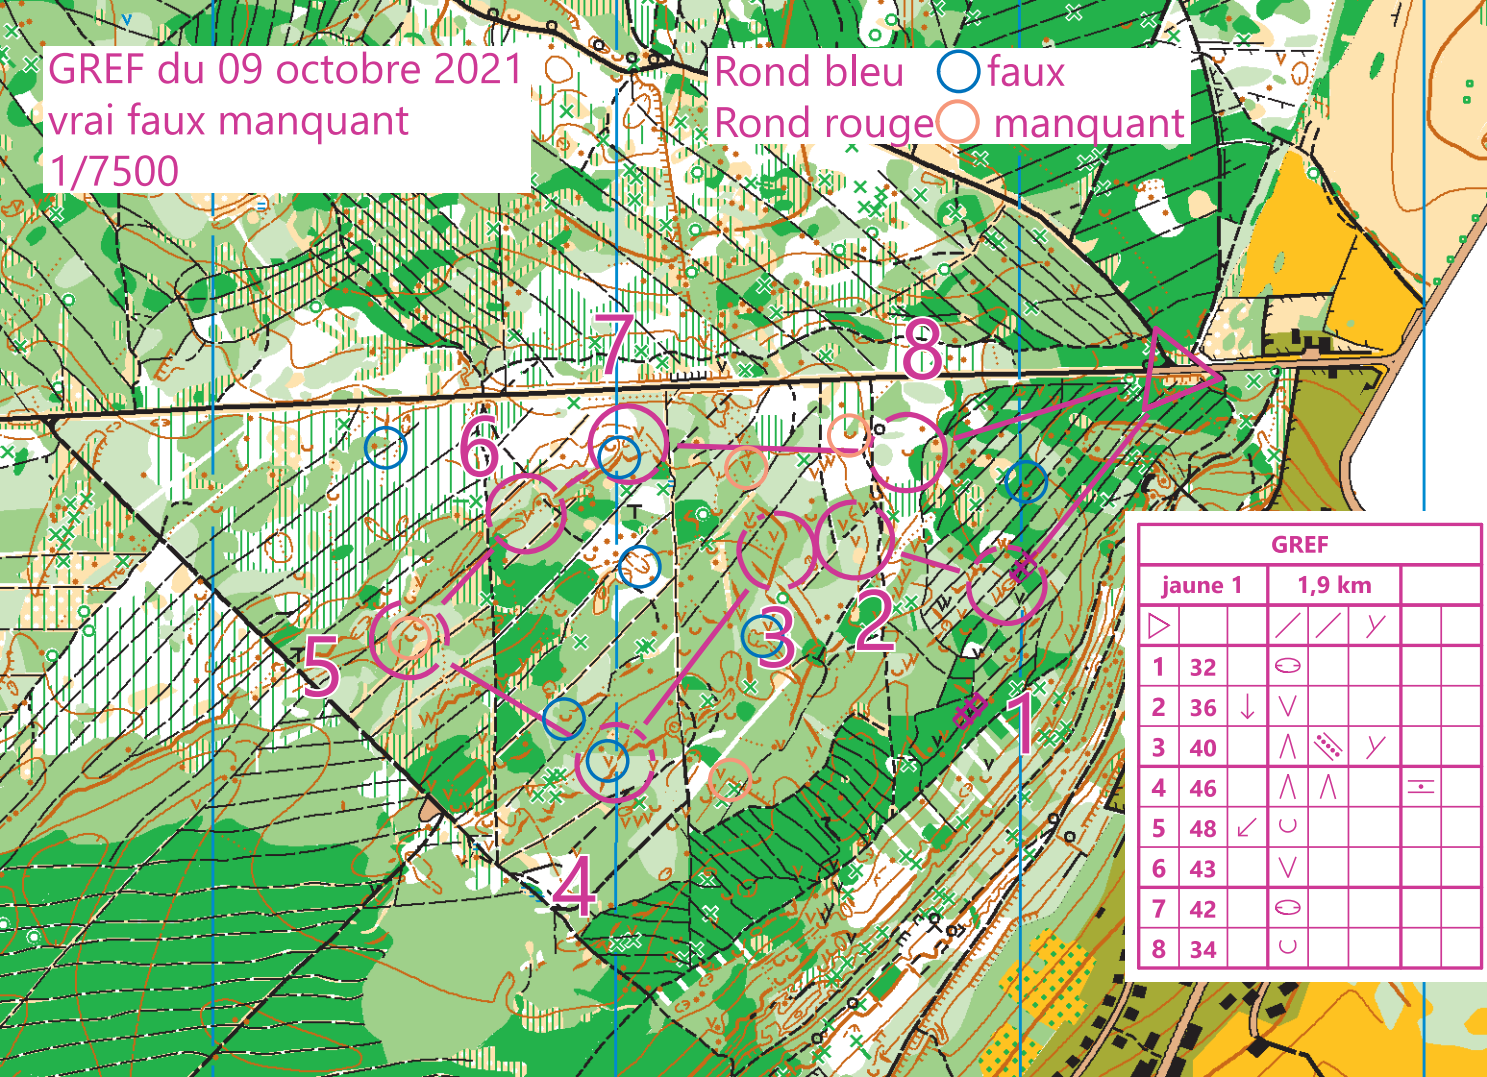 GREF du 09 octobre 2021
vrai faux manquant
1/7500
Rond bleu faux
Rond rouge manquant
7
8
6
5
3
2
1
4
GREF
jaune 1 1,9 km
1 32
2 36
3 40
4 46
5 48
6 43
7 42
8 34